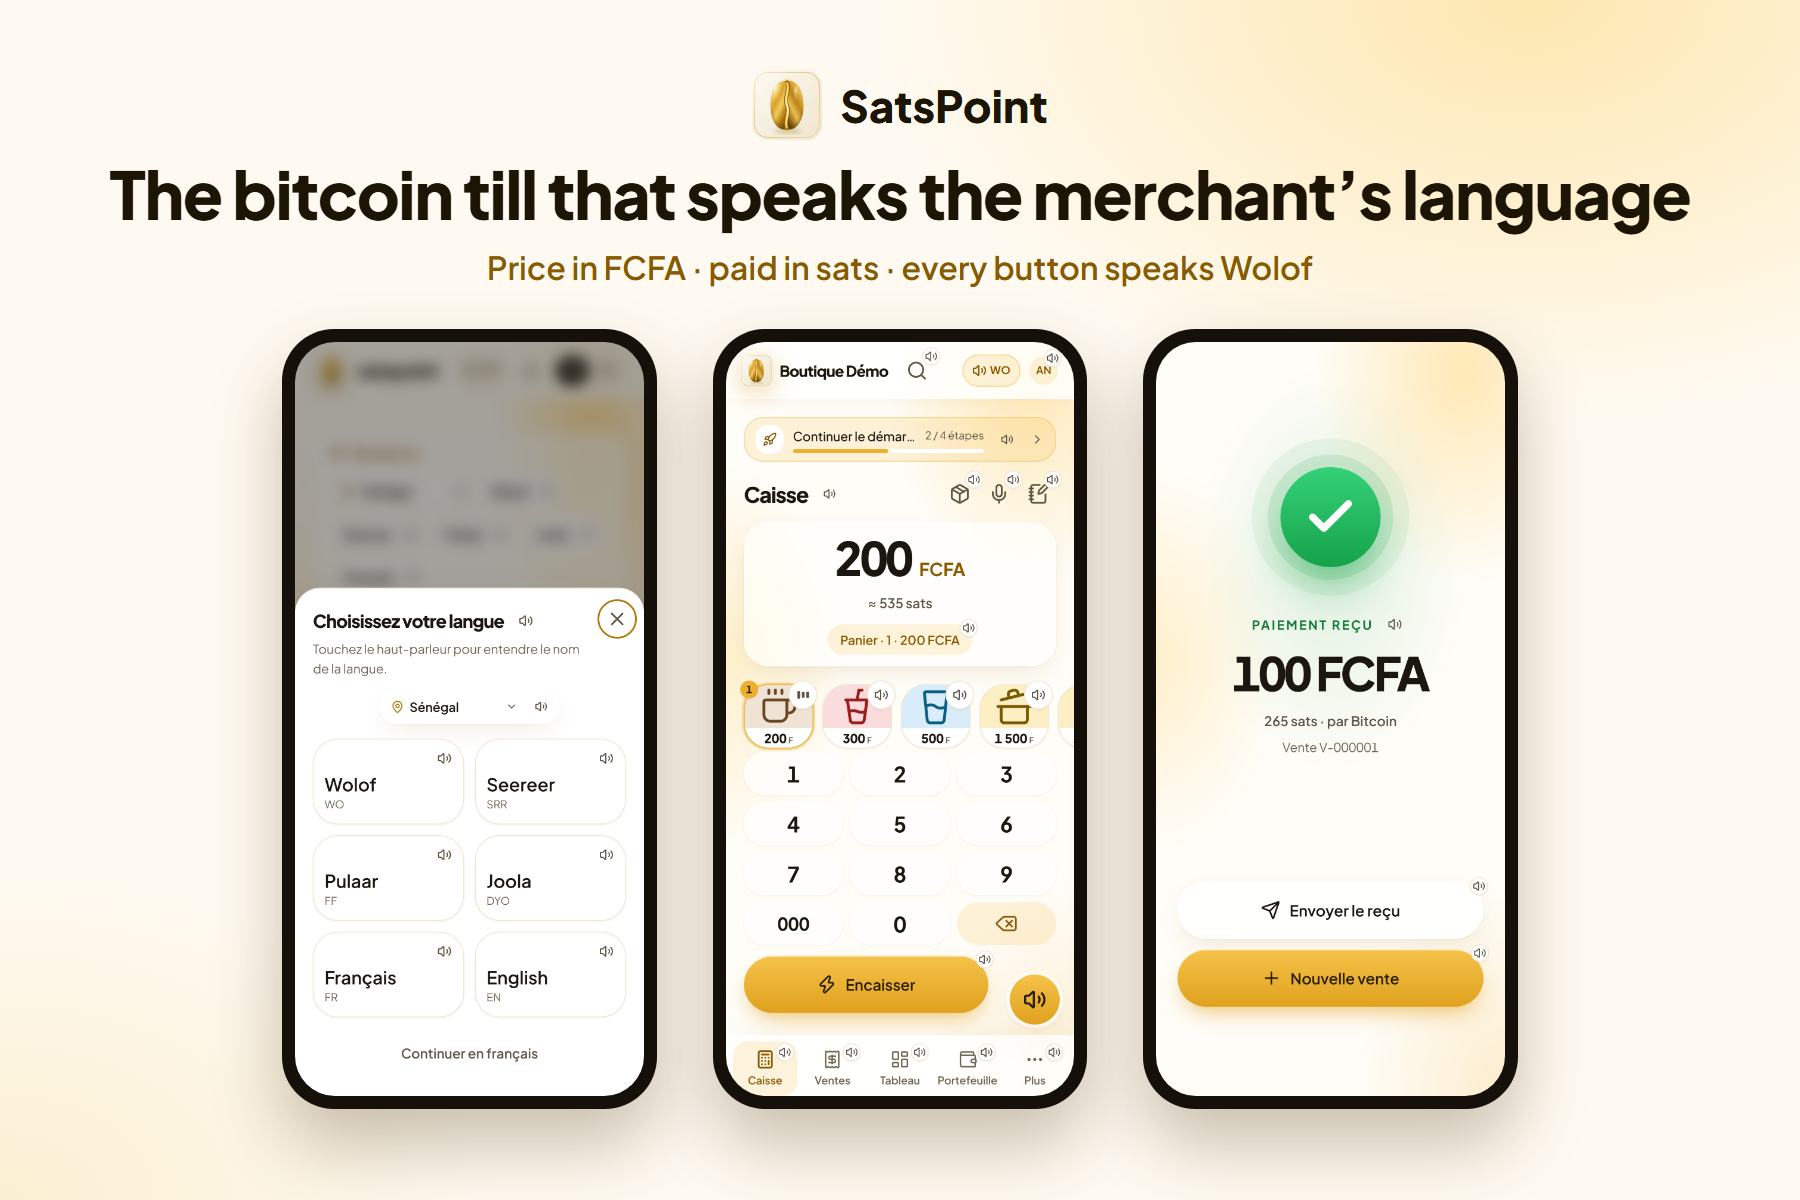 SatsPoint
The bitcoin till that speaks the merchant’s language
Price in FCFA · paid in sats · every button speaks Wolof
Choisissez votre langue
Touchez le haut-parleur pour entendre le nom
de la langue.
Sénégal
Wolof
WO
Seereer
SRR
Pulaar
FF
Joola
DYO
Français
FR
English
EN
Continuer en français
Boutique Démo
WO
AN
Continuer le démar...
2 / 4 étapes
Caisse
200 FCFA
≈ 535 sats
Panier · 1 · 200 FCFA
1
200 F
300 F
500 F
1 500 F
1 2 3
4 5 6
7 8 9
000 0
Encaisser
Caisse
Ventes
Tableau
Portefeuille
Plus
PAIEMENT REÇU
100 FCFA
265 sats · par Bitcoin
Vente V-000001
Envoyer le reçu
Nouvelle vente